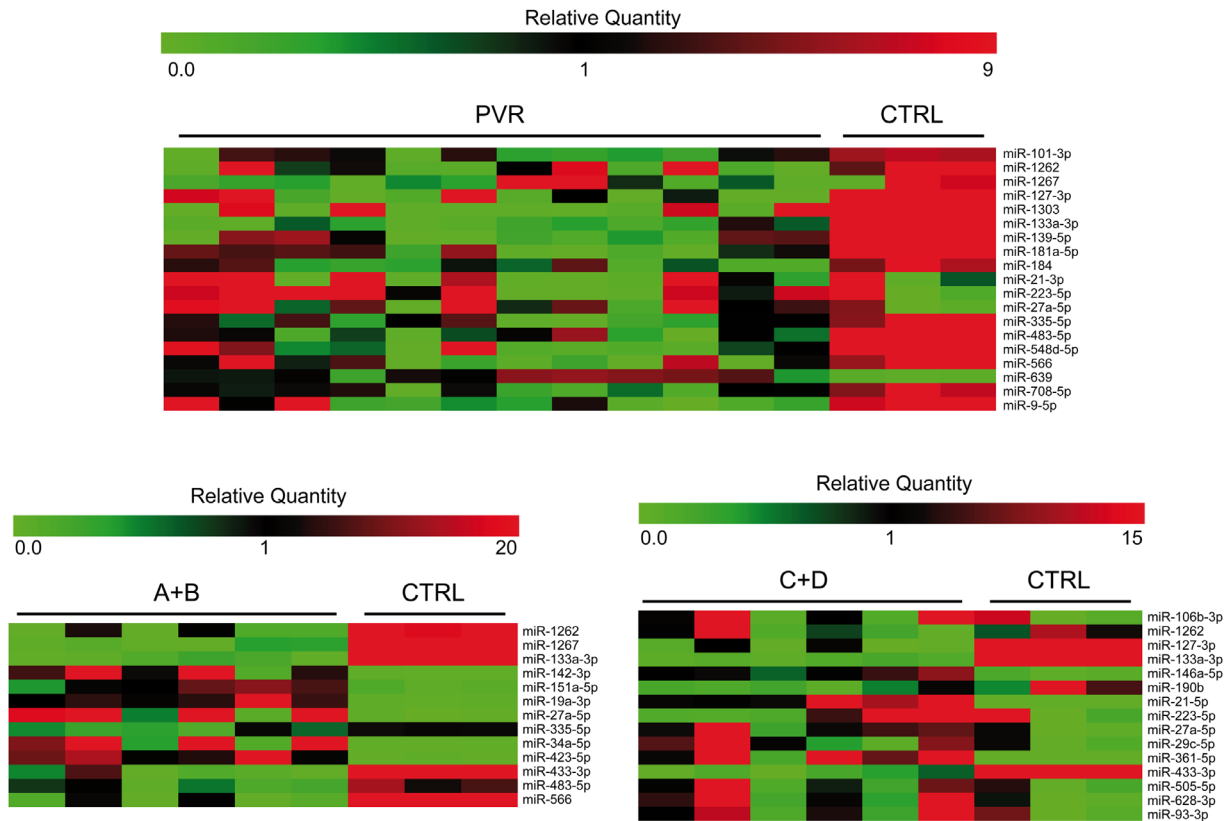 Relative Quantity
0.0 1 9
PVR CTRL
miR-101-3p
miR-1262
miR-1267
miR-127-3p
miR-1303
miR-133a-3p
miR-139-5p
miR-181a-5p
miR-184
miR-21-3p
miR-223-5p
miR-27a-5p
miR-335-5p
miR-483-5p
miR-548d-5p
miR-566
miR-639
miR-708-5p
miR-9-5p
Relative Quantity
0.0 1 20
A+B CTRL
miR-1262
miR-1267
miR-133a-3p
miR-142-3p
miR-151a-5p
miR-19a-3p
miR-27a-5p
miR-335-5p
miR-34a-5p
miR-423-5p
miR-433-3p
miR-483-5p
miR-566
Relative Quantity
0.0 1 15
C+D CTRL
miR-106b-3p
miR-1262
miR-127-3p
miR-133a-3p
miR-146a-5p
miR-190b
miR-21-5p
miR-223-5p
miR-27a-5p
miR-29c-5p
miR-361-5p
miR-433-3p
miR-505-5p
miR-628-3p
miR-93-3p